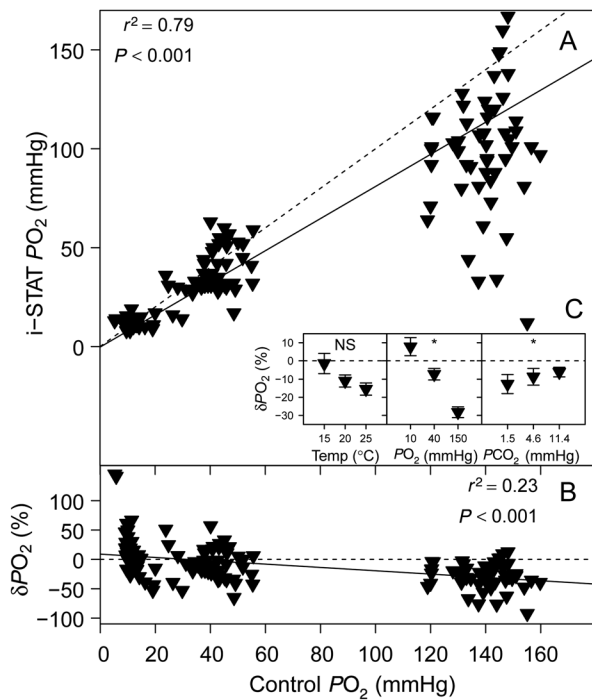 A
r² = 0.79
P < 0.001
150
100
50
0
i−STAT PO₂ (mmHg)
C
10
0
−10
−20
−30
δPO₂ (%)
NS
*
*
15 20 25
10 40 150
1.5 4.6 11.4
Temp (°C) PO₂ (mmHg) PCO₂ (mmHg)
B
r² = 0.23
P < 0.001
100
50
0
−50
−100
δPO₂ (%)
0 20 40 60 80 100 120 140 160
Control PO₂ (mmHg)